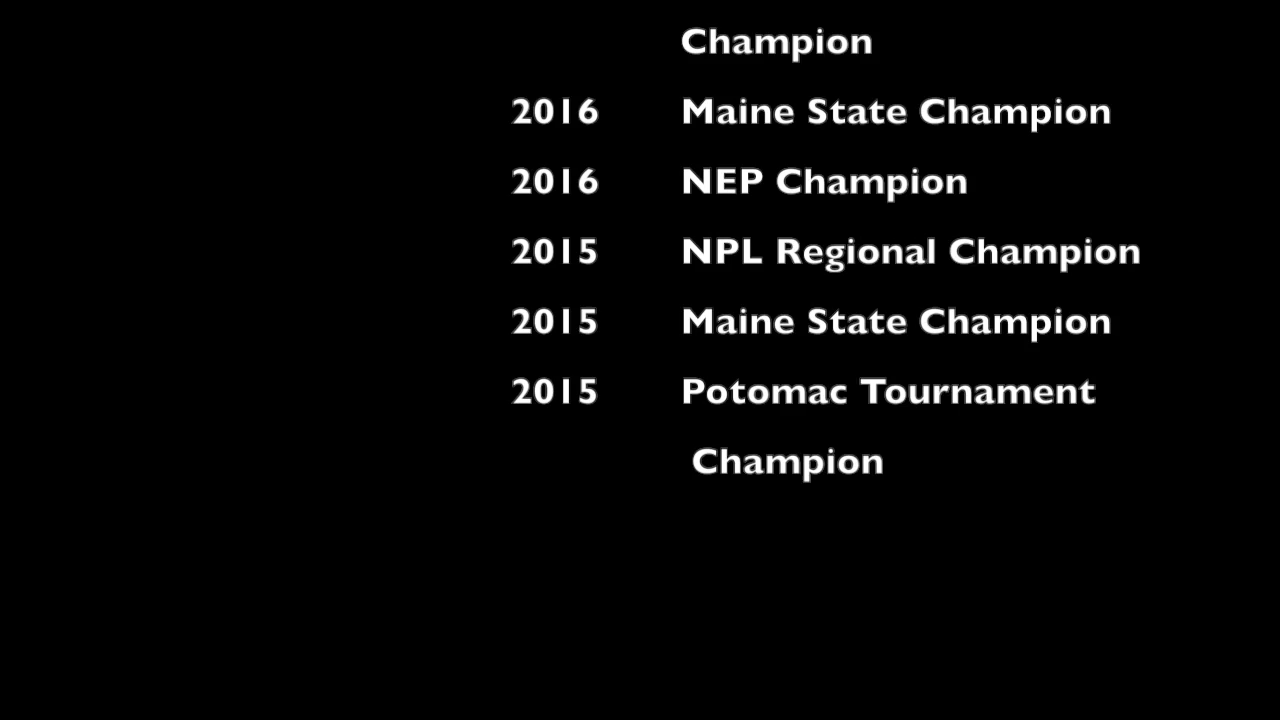 Champion
2016 Maine State Champion
2016 NEP Champion
2015 NPL Regional Champion
2015 Maine State Champion
2015 Potomac Tournament
Champion